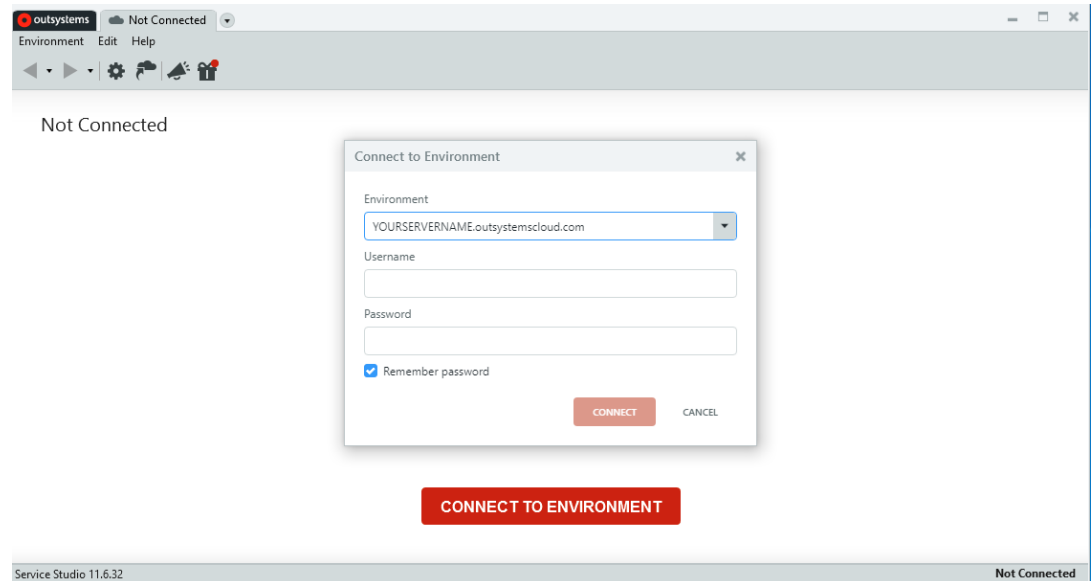 outsystems Not Connected
Environment Edit Help
Not Connected
Connect to Environment
Environment
YOURSERVERNAME.outsystemscloud.com
Username
Password
Remember password
CONNECT CANCEL
CONNECT TO ENVIRONMENT
Service Studio 11.6.32 Not Connected